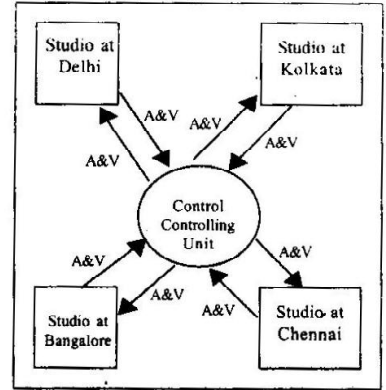 Studio at
Delhi
Studio at
Kolkata
A&V
A&V
A&V
A&V
Control
Controlling
Unit
A&V
A&V
A&V
A&V
Studio at
Bangalore
Studio at
Chennai